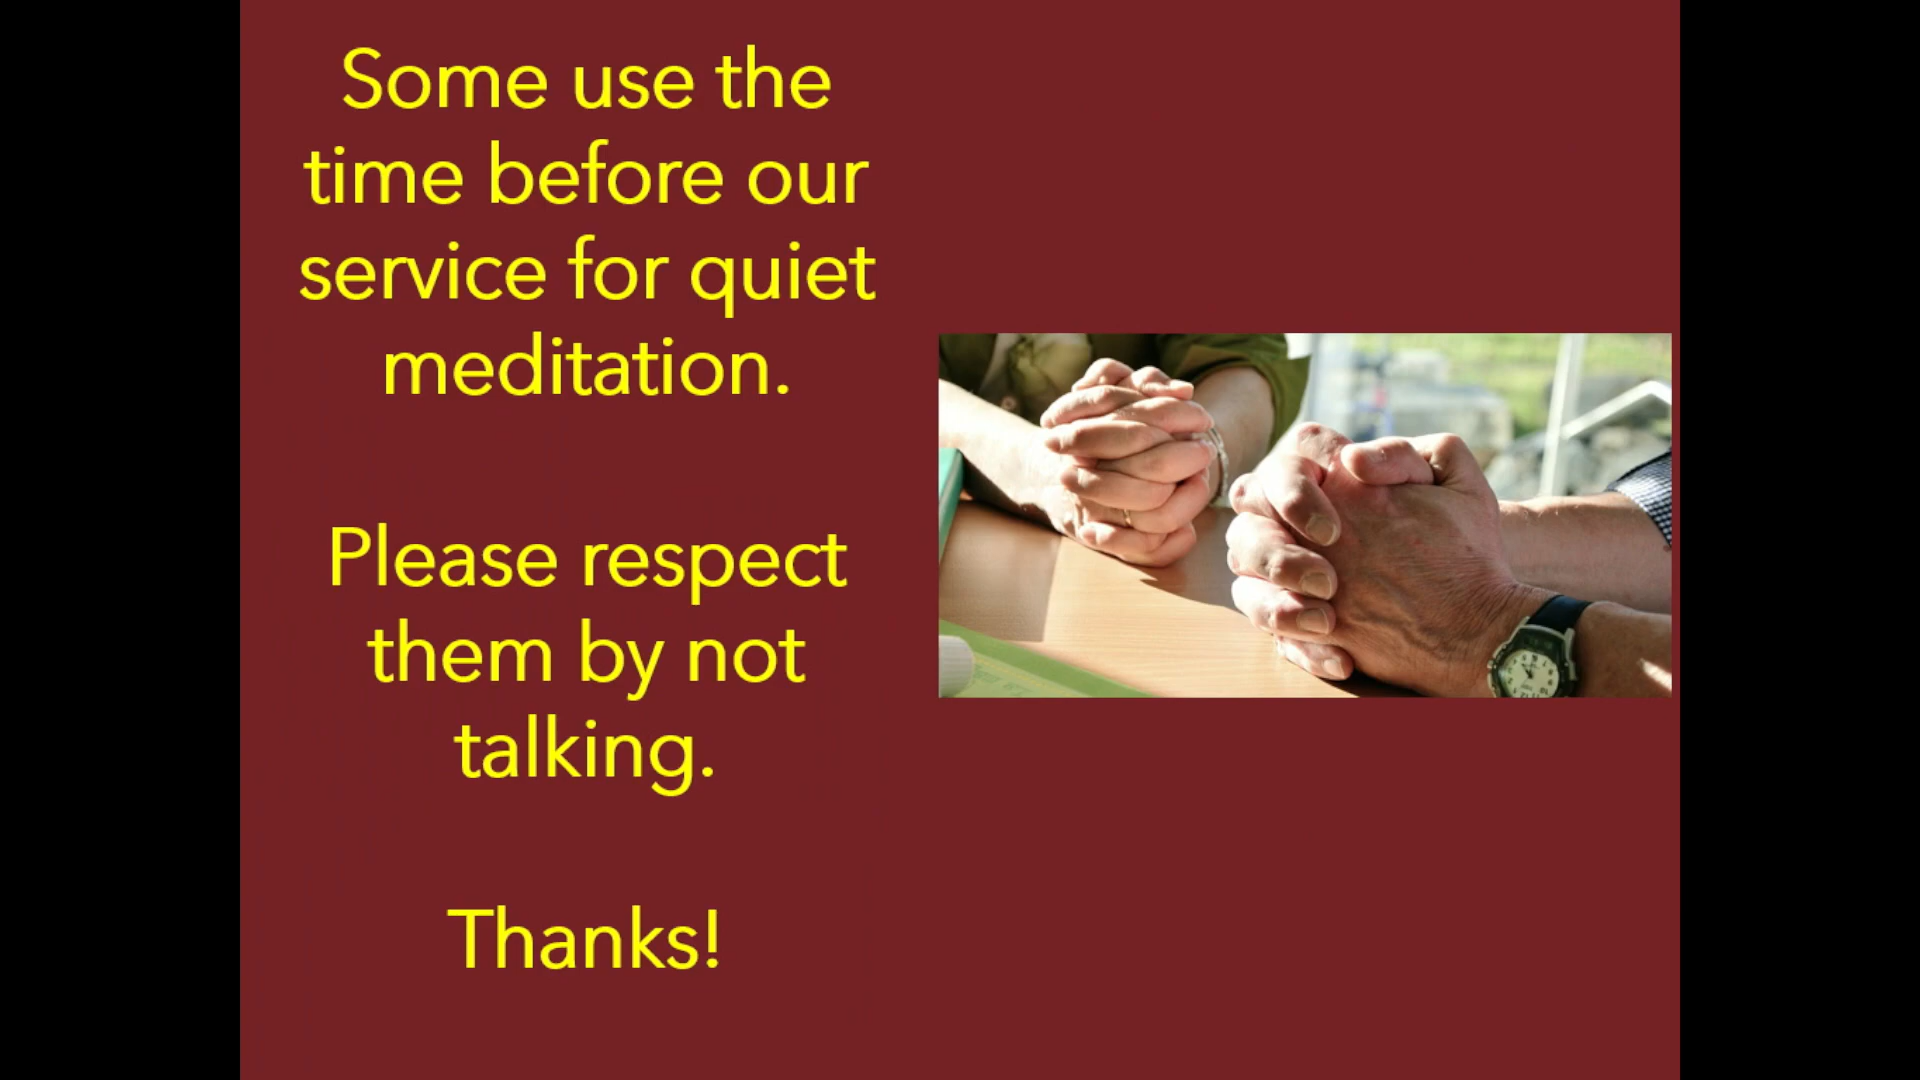 Some use the
time before our
service for quiet
meditation.
Please respect
them by not
talking.
Thanks!